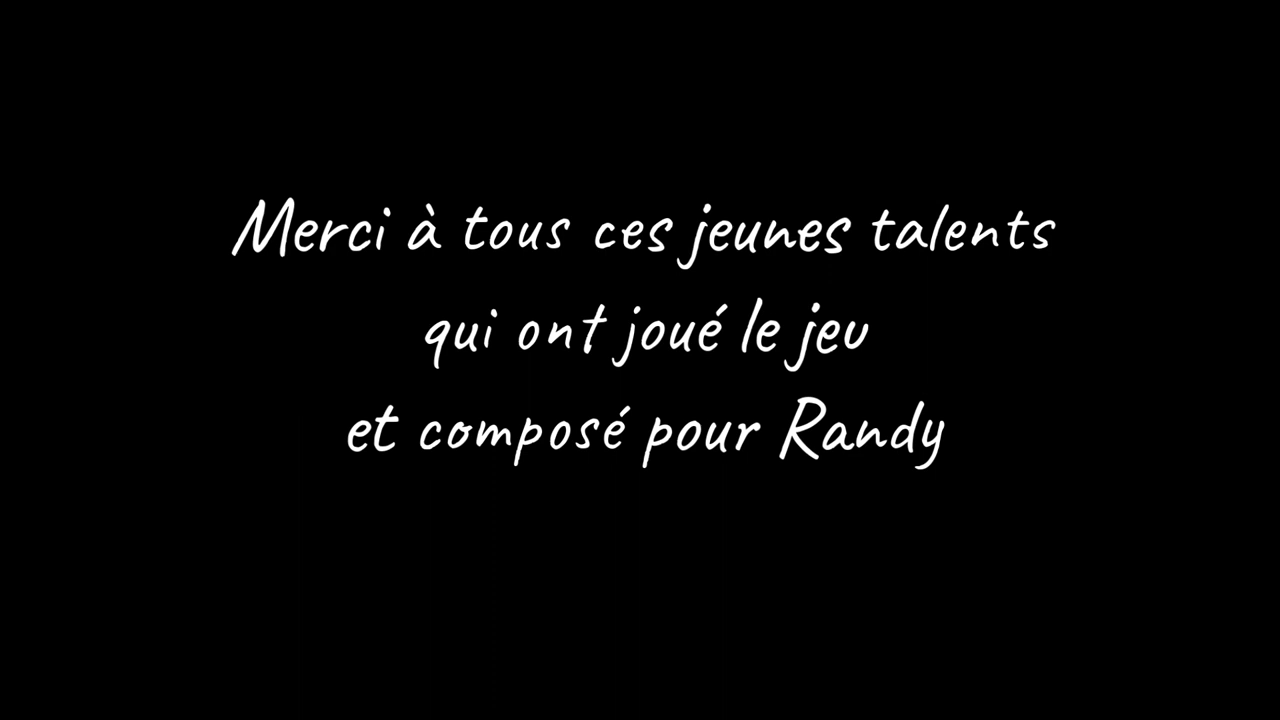 Merci à tous ces jeunes talents
qui ont joué le jeu
et composé pour Randy